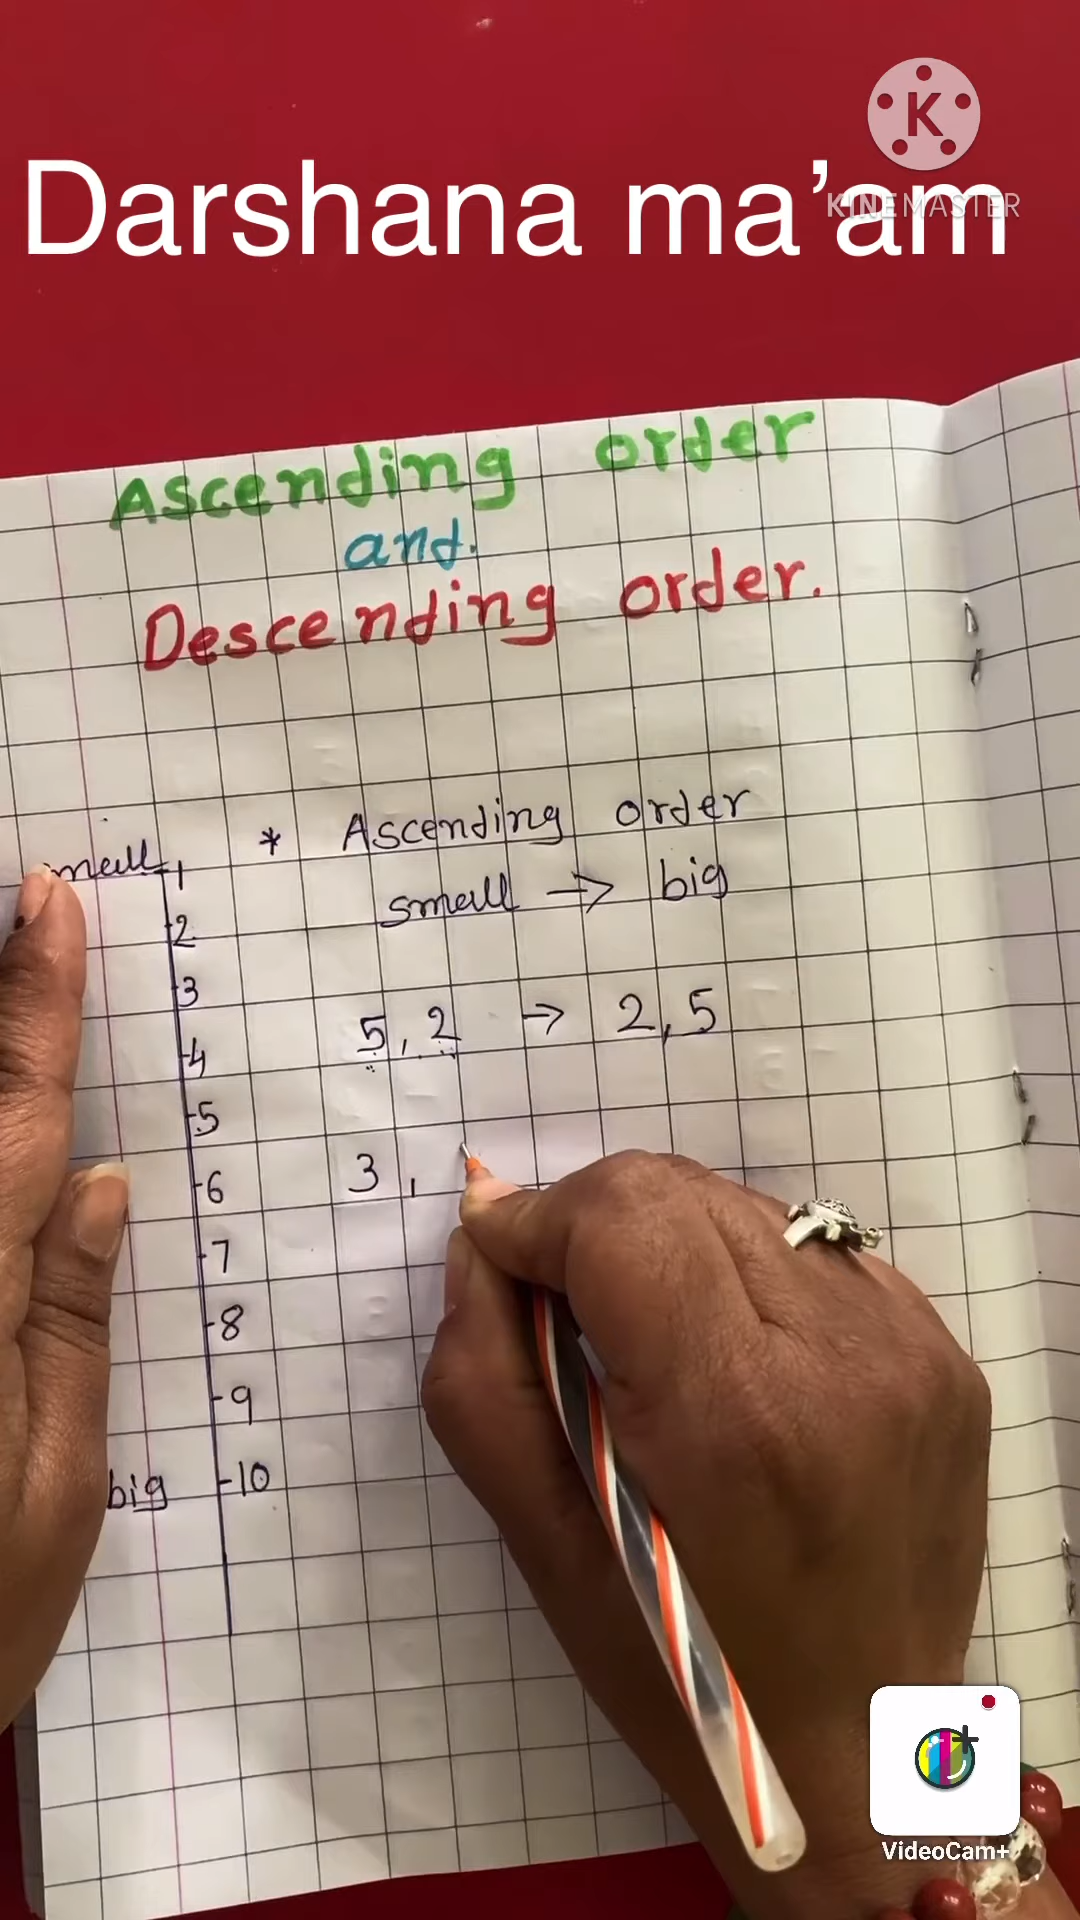 Darshana ma'am
K
KINEMASTER
Ascending order
and.
Descending order.
* Ascending order
small → big
5, 2 → 2, 5
3,
mall
1
2
3
4
5
6
7
8
9
big
10
VideoCam+